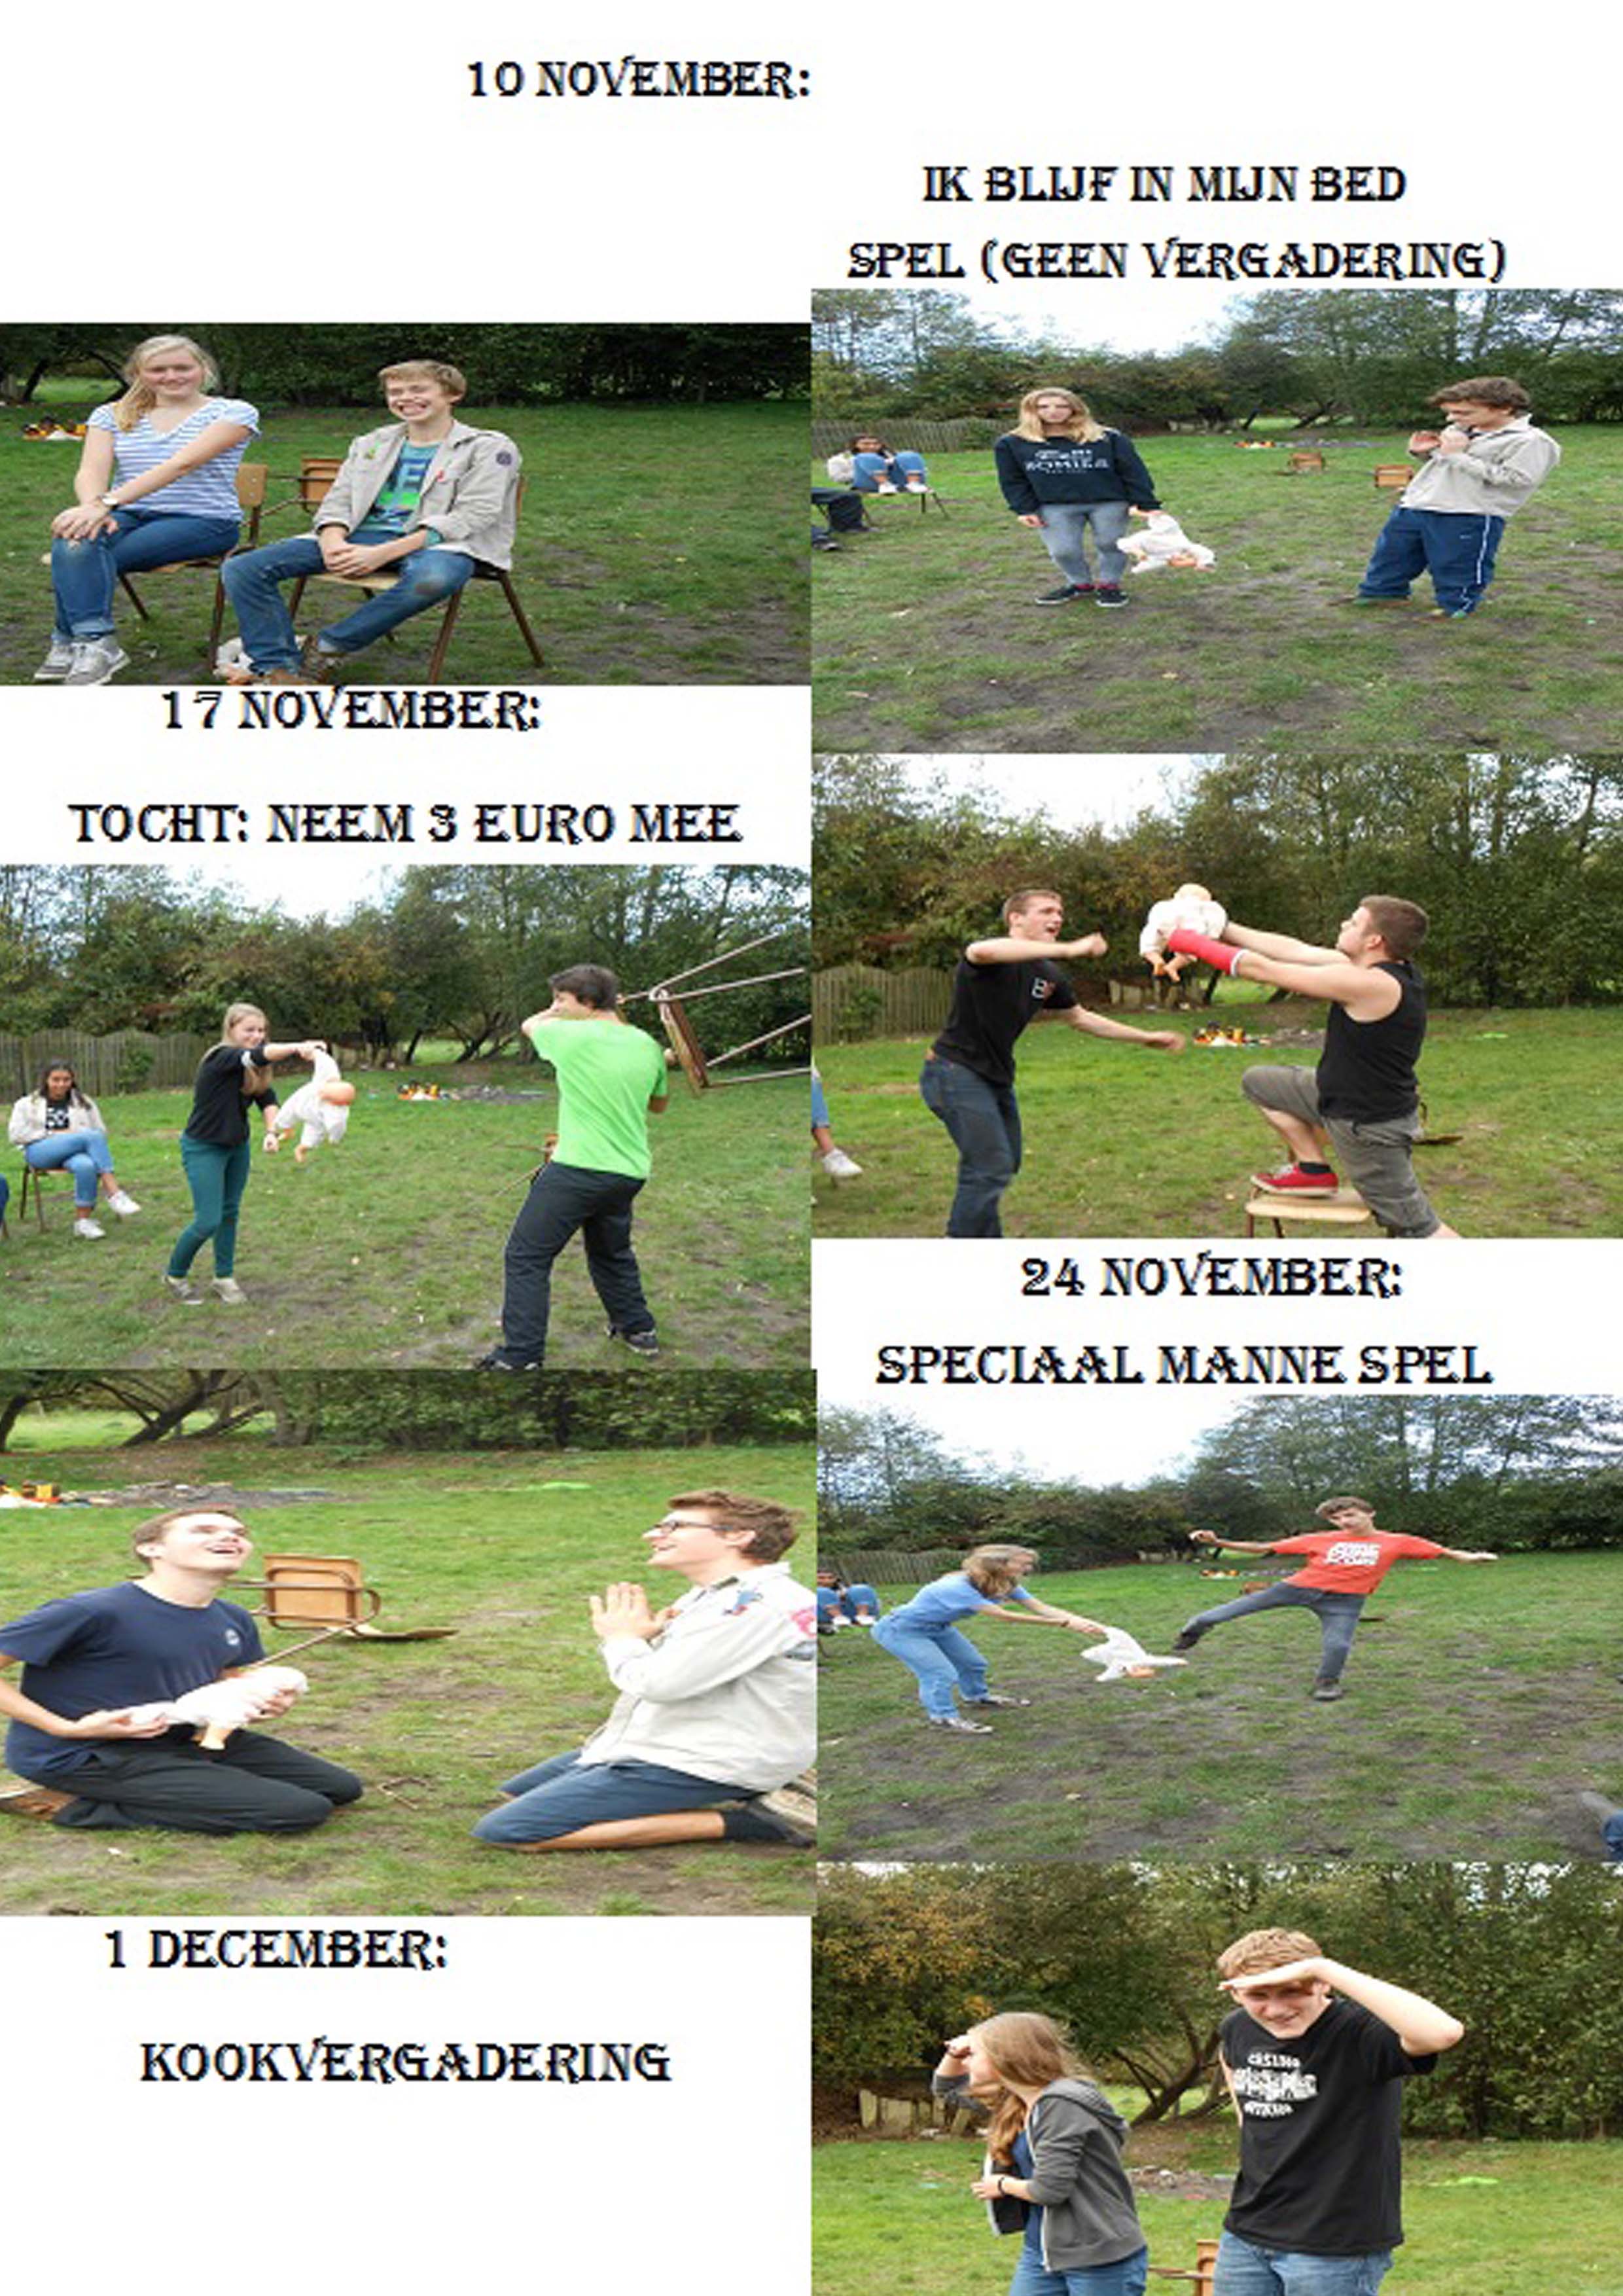 10 NOVEMBER:
IK BLIJF IN MIJN BED
SPEL (GEEN VERGADERING)
17 NOVEMBER:
TOCHT: NEEM 3 EURO MEE
24 NOVEMBER:
SPECIAAL MANNE SPEL
1 DECEMBER:
KOOKVERGADERING